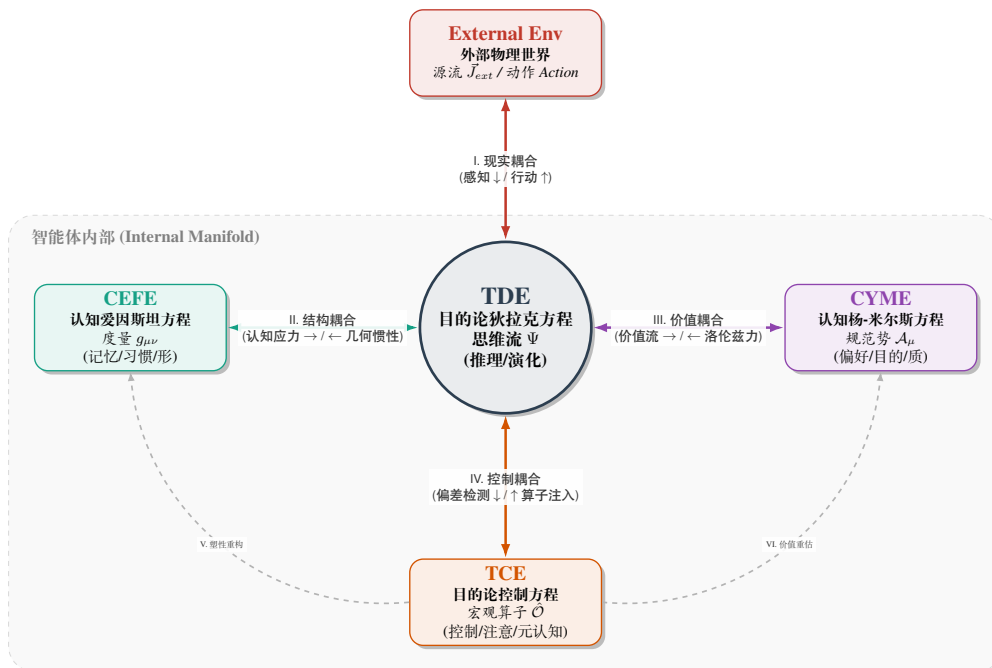 External Env
外部物理世界
源流 J⃗ext / 动作 Action
I. 现实耦合
(感知 ↓ / 行动 ↑)
智能体内部 (Internal Manifold)
CEFE
认知爱因斯坦方程
度量 gμν
(记忆/习惯/形)
II. 结构耦合
(认知应力 → / ← 几何惯性)
TDE
目的论狄拉克方程
思维流 Ψ
(推理/演化)
III. 价值耦合
(价值流 → / ← 洛伦兹力)
CYME
认知杨-米尔斯方程
规范势 𝒜μ
(偏好/目的/质)
IV. 控制耦合
(偏差检测 ↓ / ↑ 算子注入)
V. 塑性重构
VI. 价值重估
TCE
目的论控制方程
宏观算子 𝒪̂
(控制/注意/元认知)